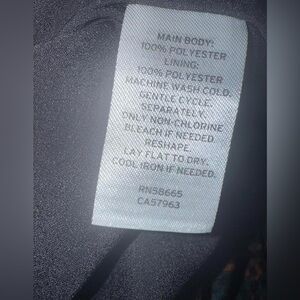 MAIN BODY:
100% POLYESTER
LINING:
100% POLYESTER
MACHINE WASH COLD.
GENTLE CYCLE.
SEPARATELY.
ONLY NON-CHLORINE
BLEACH IF NEEDED.
RESHAPE.
LAY FLAT TO DRY.
COOL IRON IF NEEDED.
RN58665
CA57963